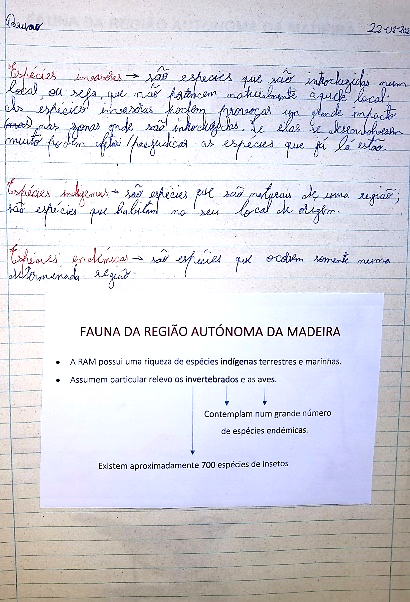 Resumo
22-09-202
Espécies invasoras → são espécies que são introduzidas num
local, ou seja, que não pertencem naturalmente àquele local.
As espécies invasoras podem provocar um grande impacto
nas zonas onde são introduzidas. Se elas se desenvolverem
muito podem afetar/prejudicar as espécies que já lá estão.
Espécies indígenas → são espécies que são naturais de uma região;
são espécies que habitam no seu local de origem.
Espécies endémicas → são espécies que ocorrem somente numa
determinada região.
FAUNA DA REGIÃO AUTÓNOMA DA MADEIRA
• A RAM possui uma riqueza de espécies indígenas terrestres e marinhas.
• Assumem particular relevo os invertebrados e as aves.
Contemplam num grande número
de espécies endémicas.
Existem aproximadamente 700 espécies de insetos